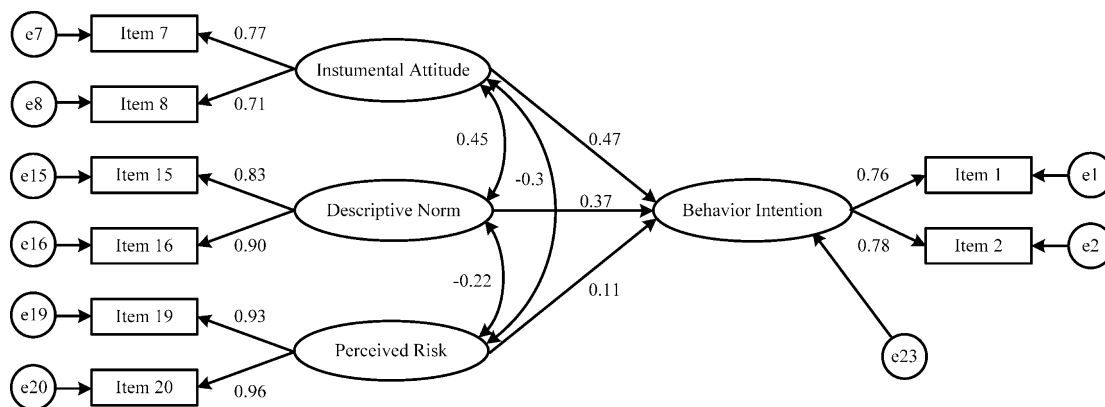 e7
Item 7
0.77
Instumental Attitude
e8
Item 8
0.71
0.45
0.47
-0.3
e15
Item 15
0.83
Descriptive Norm
0.37
Behavior Intention
0.76
Item 1
e1
e16
Item 16
0.90
0.78
Item 2
e2
-0.22
0.11
e19
Item 19
0.93
Perceived Risk
e23
e20
Item 20
0.96